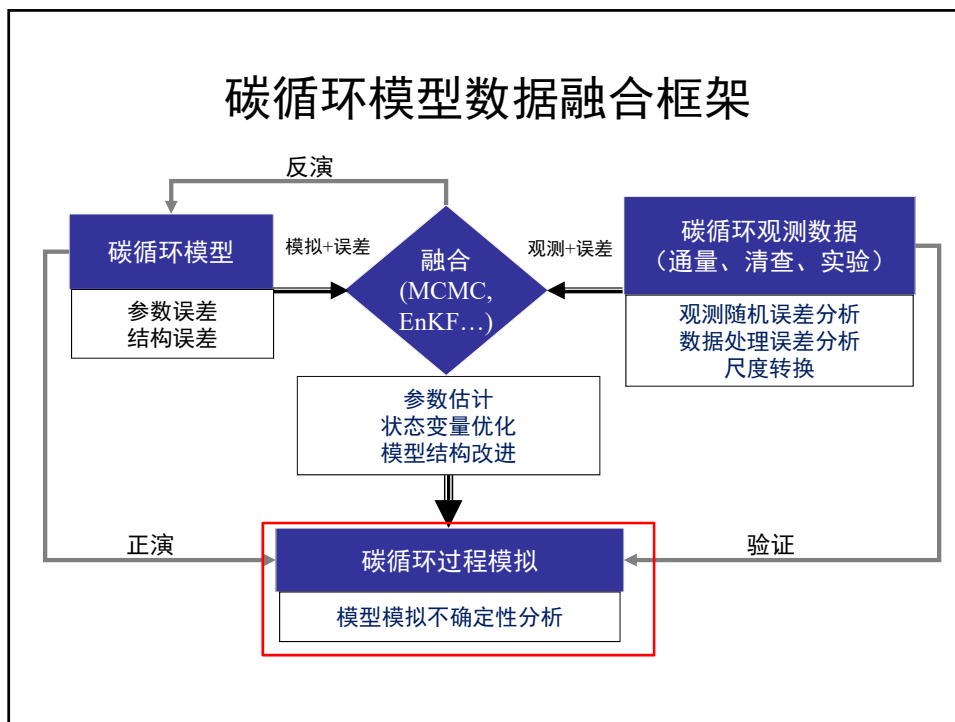 碳循环模型数据融合框架
反演
碳循环模型
参数误差
结构误差
模拟+误差
融合
(MCMC,
EnKF…)
观测+误差
碳循环观测数据
（通量、清查、实验）
观测随机误差分析
数据处理误差分析
尺度转换
参数估计
状态变量优化
模型结构改进
正演
碳循环过程模拟
模型模拟不确定性分析
验证